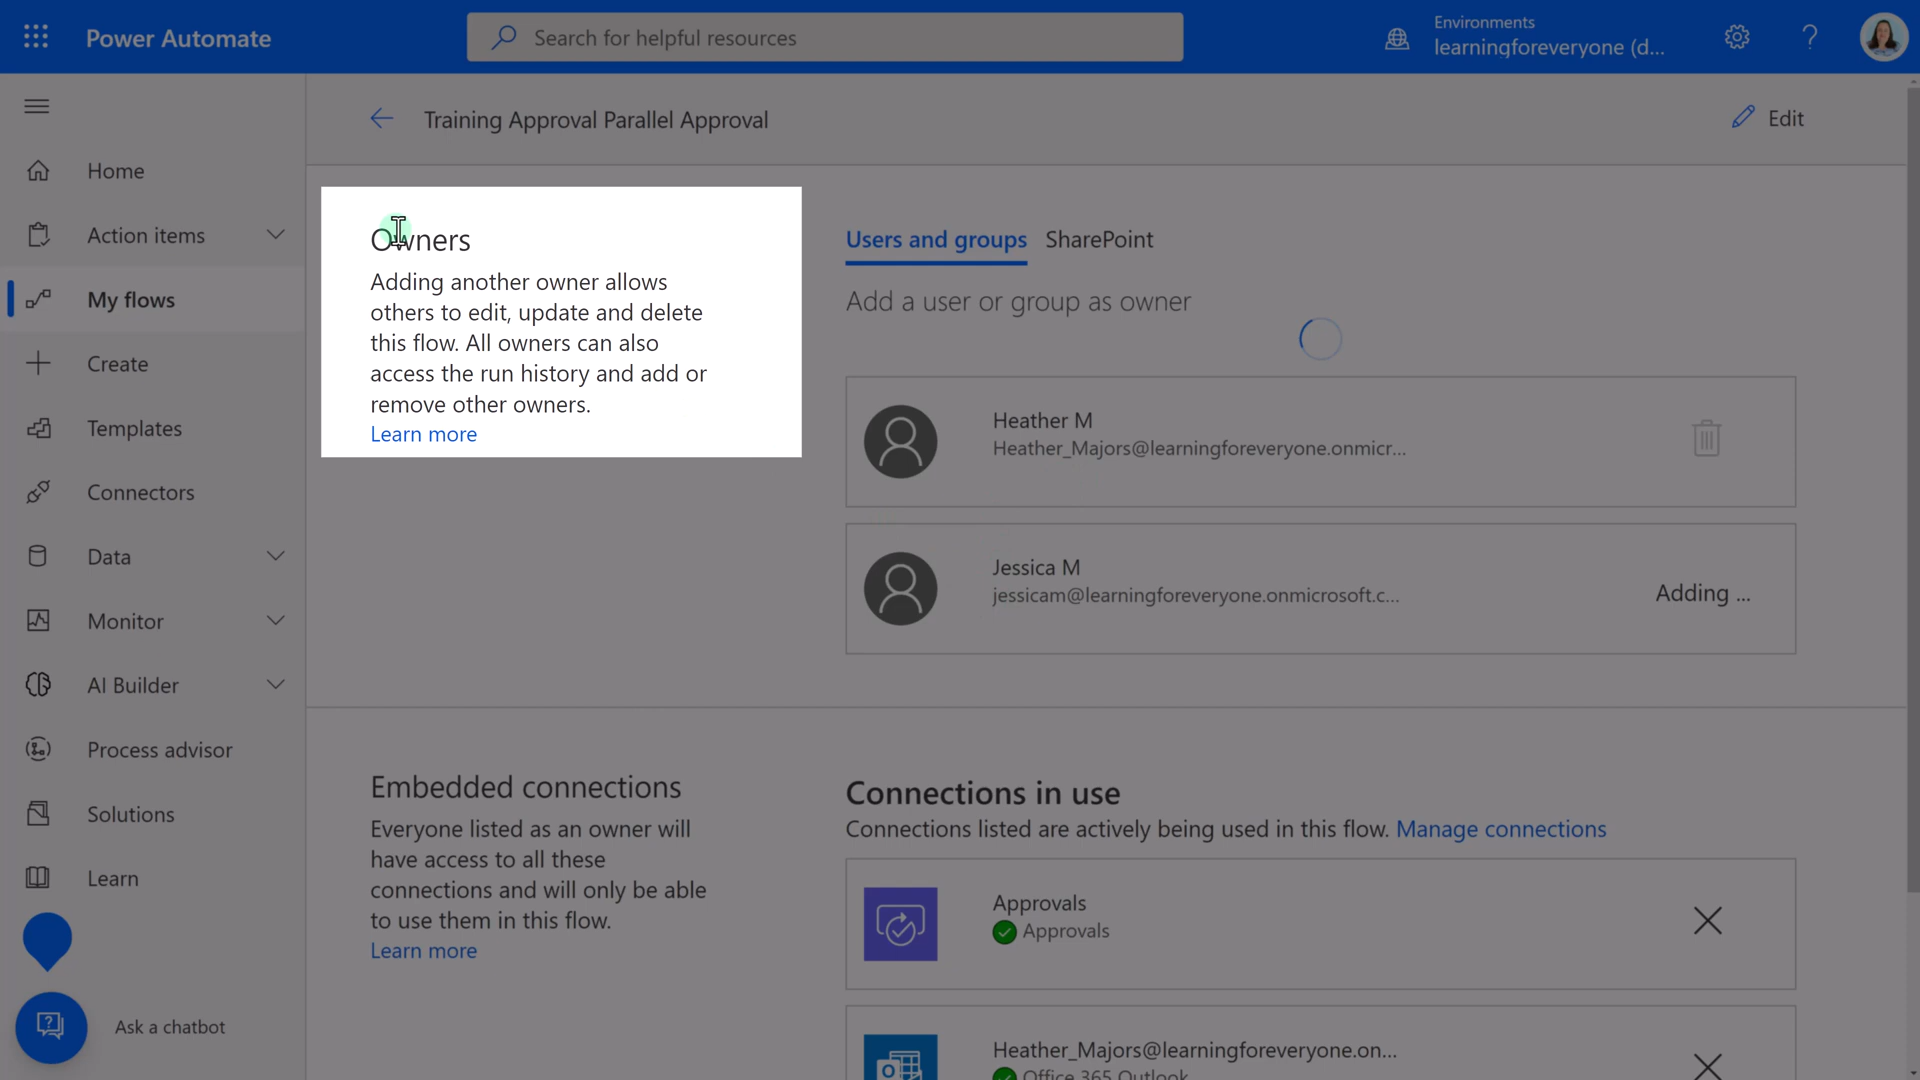 Power Automate
Search for helpful resources
Environments
learningforeveryone (d...
Training Approval Parallel Approval
Edit
Home
Action items
My flows
Create
Templates
Connectors
Data
Monitor
AI Builder
Process advisor
Solutions
Learn
Ask a chatbot
Owners
Adding another owner allows
others to edit, update and delete
this flow. All owners can also
access the run history and add or
remove other owners.
Learn more
Users and groups
SharePoint
Add a user or group as owner
Heather M
Heather_Majors@learningforeveryone.onmicr...
Jessica M
jessicam@learningforeveryone.onmicrosoft.c...
Adding ...
Embedded connections
Everyone listed as an owner will
have access to all these
connections and will only be able
to use them in this flow.
Learn more
Connections in use
Connections listed are actively being used in this flow. Manage connections
Approvals
Approvals
Heather_Majors@learningforeveryone.on...
Office 365 Outlook